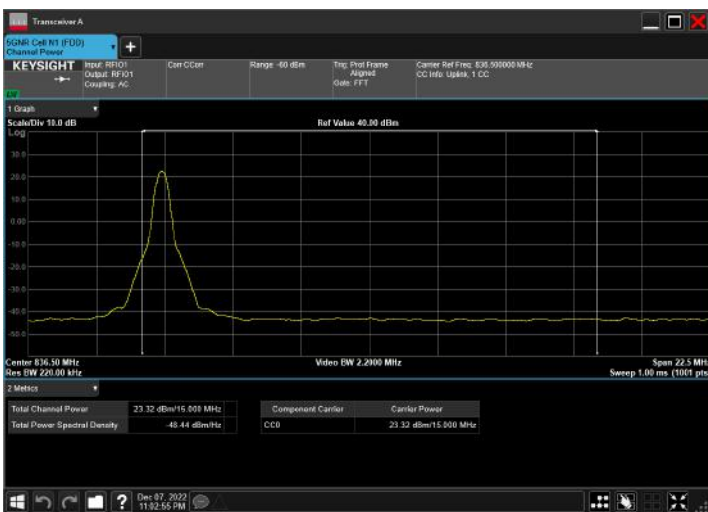 Transceiver A
5GNR Cell N1 (FDD)
Channel Power
KEYSIGHT
Input: RFIO1
Output: RFIO1
Coupling: AC
Corr CCorr
Range: -60 dBm
Trig: Prot Frame
Aligned
Gate: FFT
Carrier Ref Freq: 836.500000 MHz
CC Info: Uplink, 1 CC
1 Graph
Scale/Div 10.0 dB
Ref Value 40.00 dBm
Log
30.0
20.0
10.0
0.00
-10.0
-20.0
-30.0
-40.0
-50.0
Center 836.50 MHz
Video BW 2.2000 MHz
Span 22.5 MHz
Res BW 220.00 kHz
Sweep 1.00 ms (1001 pts
2 Metrics
Total Channel Power 23.32 dBm/15.000 MHz
Total Power Spectral Density -48.44 dBm/Hz
Component Carrier Carrier Power
CC0 23.32 dBm/15.000 MHz
Dec 07, 2022
11:02:55 PM